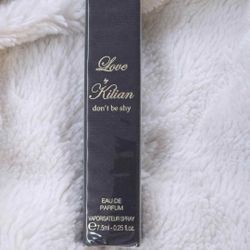 Love
by
Kilian
don't be shy
EAU DE
PARFUM
VAPORISATEUR SPRAY
℮ 7.5ml - 0.25 fl.oz.